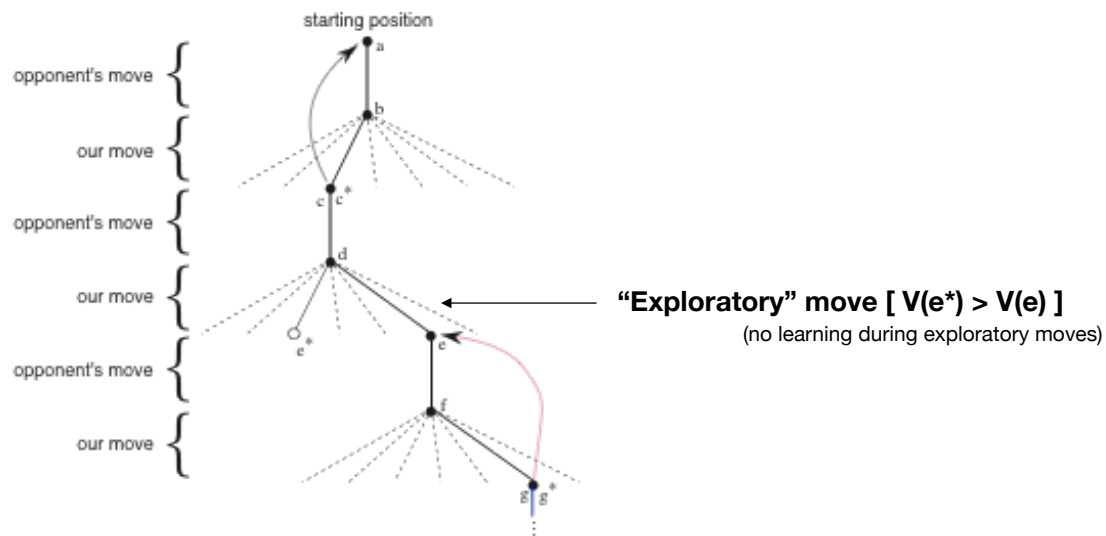 starting position
a
opponent's move {
b
our move {
c c*
opponent's move {
d
our move {
“Exploratory” move [ V(e*) > V(e) ]
(no learning during exploratory moves)
e*
e
opponent's move {
f
our move {
g g*